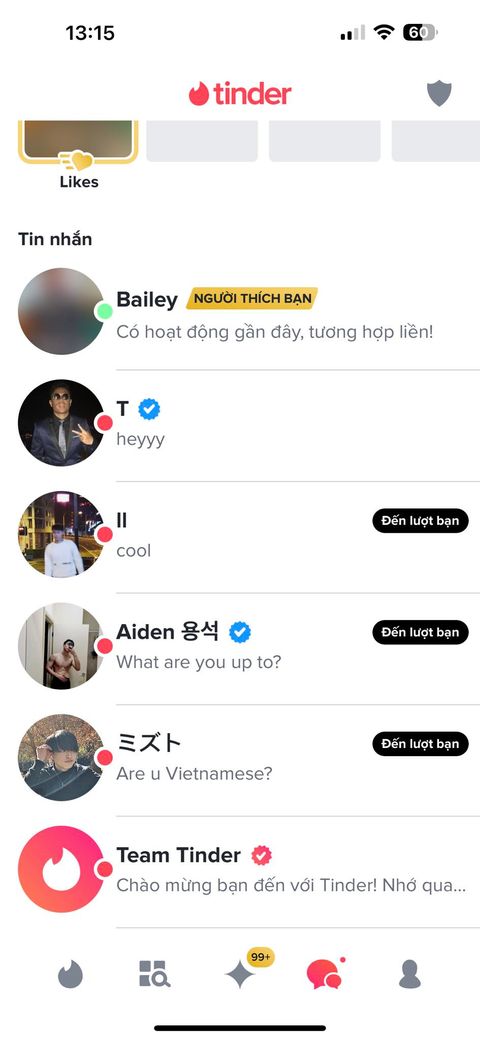 13:15
60
tinder
Likes
Tin nhắn
Bailey NGƯỜI THÍCH BẠN
Có hoạt động gần đây, tương hợp liền!
T
heyyy
ll Đến lượt bạn
cool
Aiden 용석 Đến lượt bạn
What are you up to?
ミズト Đến lượt bạn
Are u Vietnamese?
Team Tinder
Chào mừng bạn đến với Tinder! Nhớ qua...
99+